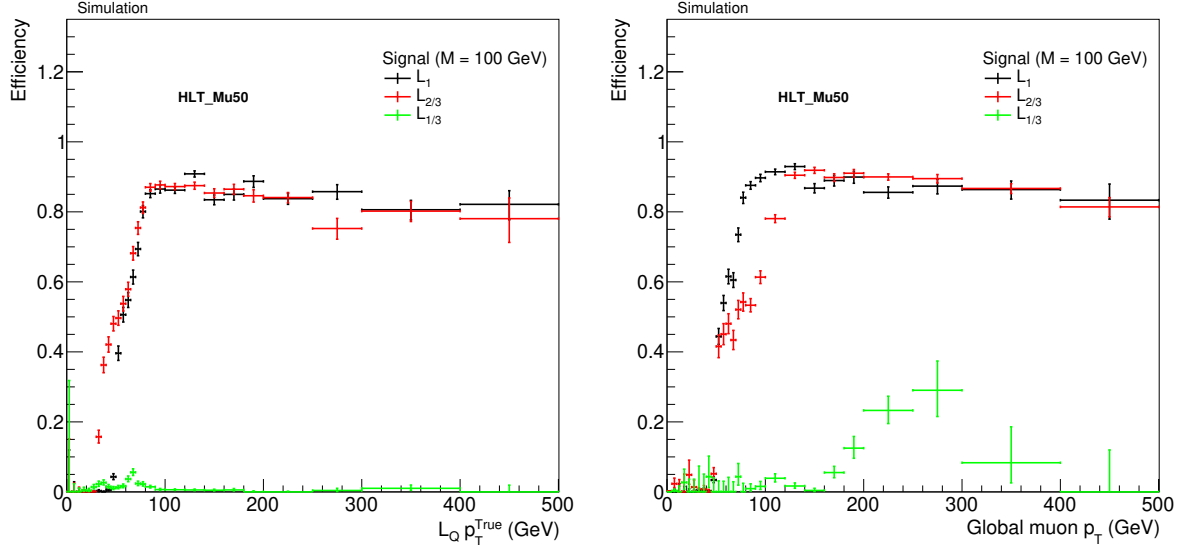 Simulation
Efficiency
1.2
1
0.8
0.6
0.4
0.2
0
Signal (M = 100 GeV)
L1
L2/3
L1/3
HLT_Mu50
0 100 200 300 400 500
LQ pTTrue (GeV)
Simulation
Efficiency
1.2
1
0.8
0.6
0.4
0.2
0
Signal (M = 100 GeV)
L1
L2/3
L1/3
HLT_Mu50
0 100 200 300 400 500
Global muon pT (GeV)